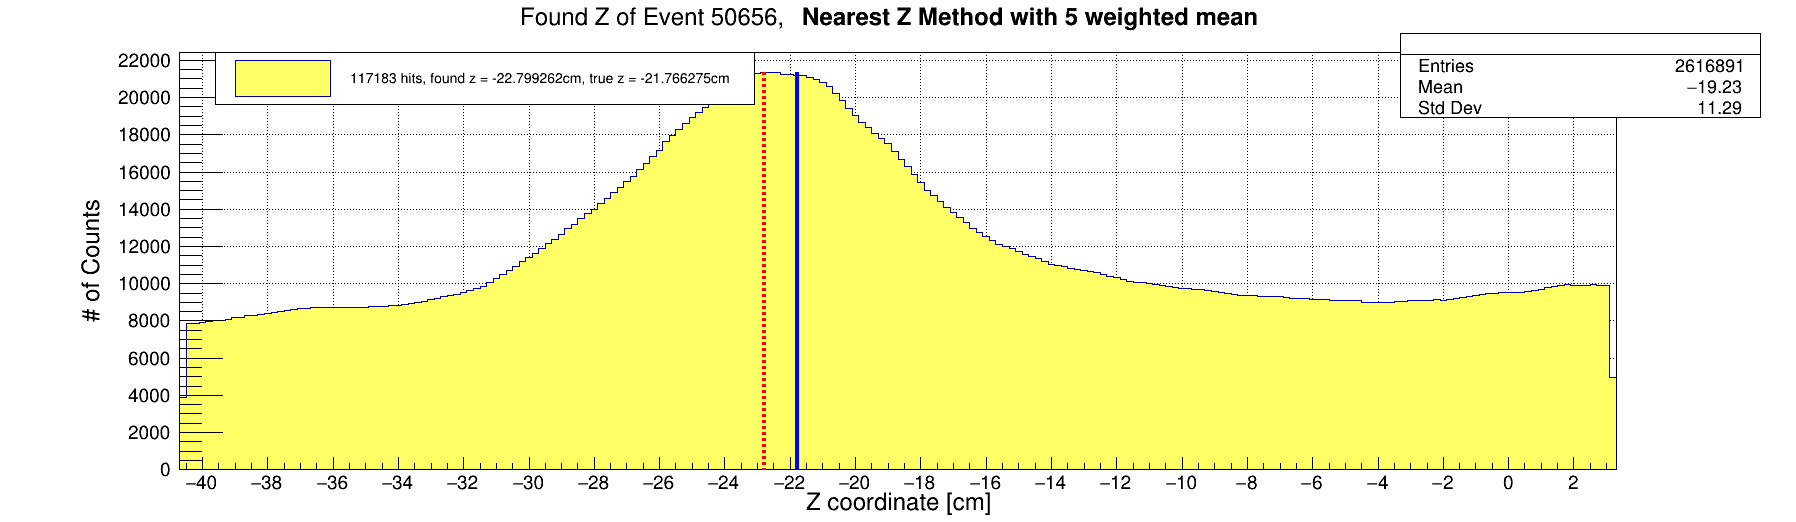 Found Z of Event 50656, Nearest Z Method with 5 weighted mean
117183 hits, found z = -22.799262cm, true z = -21.766275cm
Entries 2616891
Mean −19.23
Std Dev 11.29
# of Counts
22000
20000
18000
16000
14000
12000
10000
8000
6000
4000
2000
0
−40 −38 −36 −34 −32 −30 −28 −26 −24 −22 −20 −18 −16 −14 −12 −10 −8 −6 −4 −2 0 2
Z coordinate [cm]